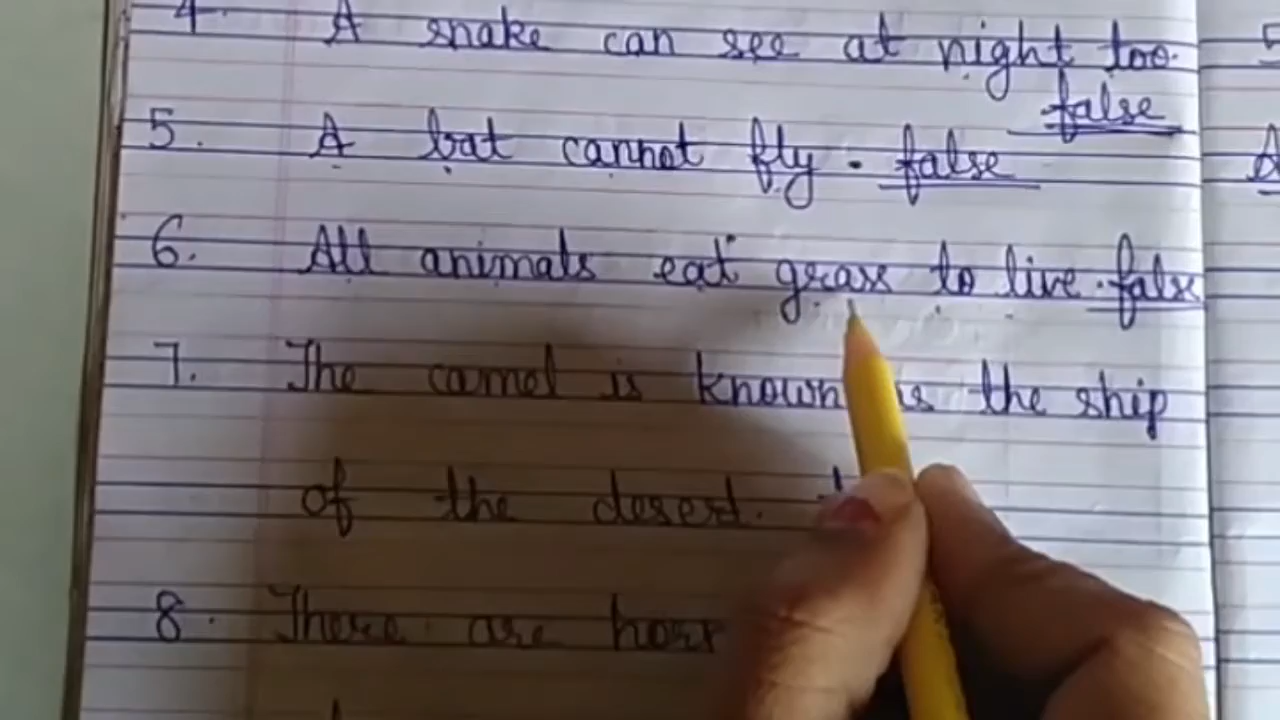 4. A snake can see at night too.
false
5. A bat cannot fly. false
6. All animals eat grass to live. false
7. The camel is known is the ship
of the desert.
8. There are